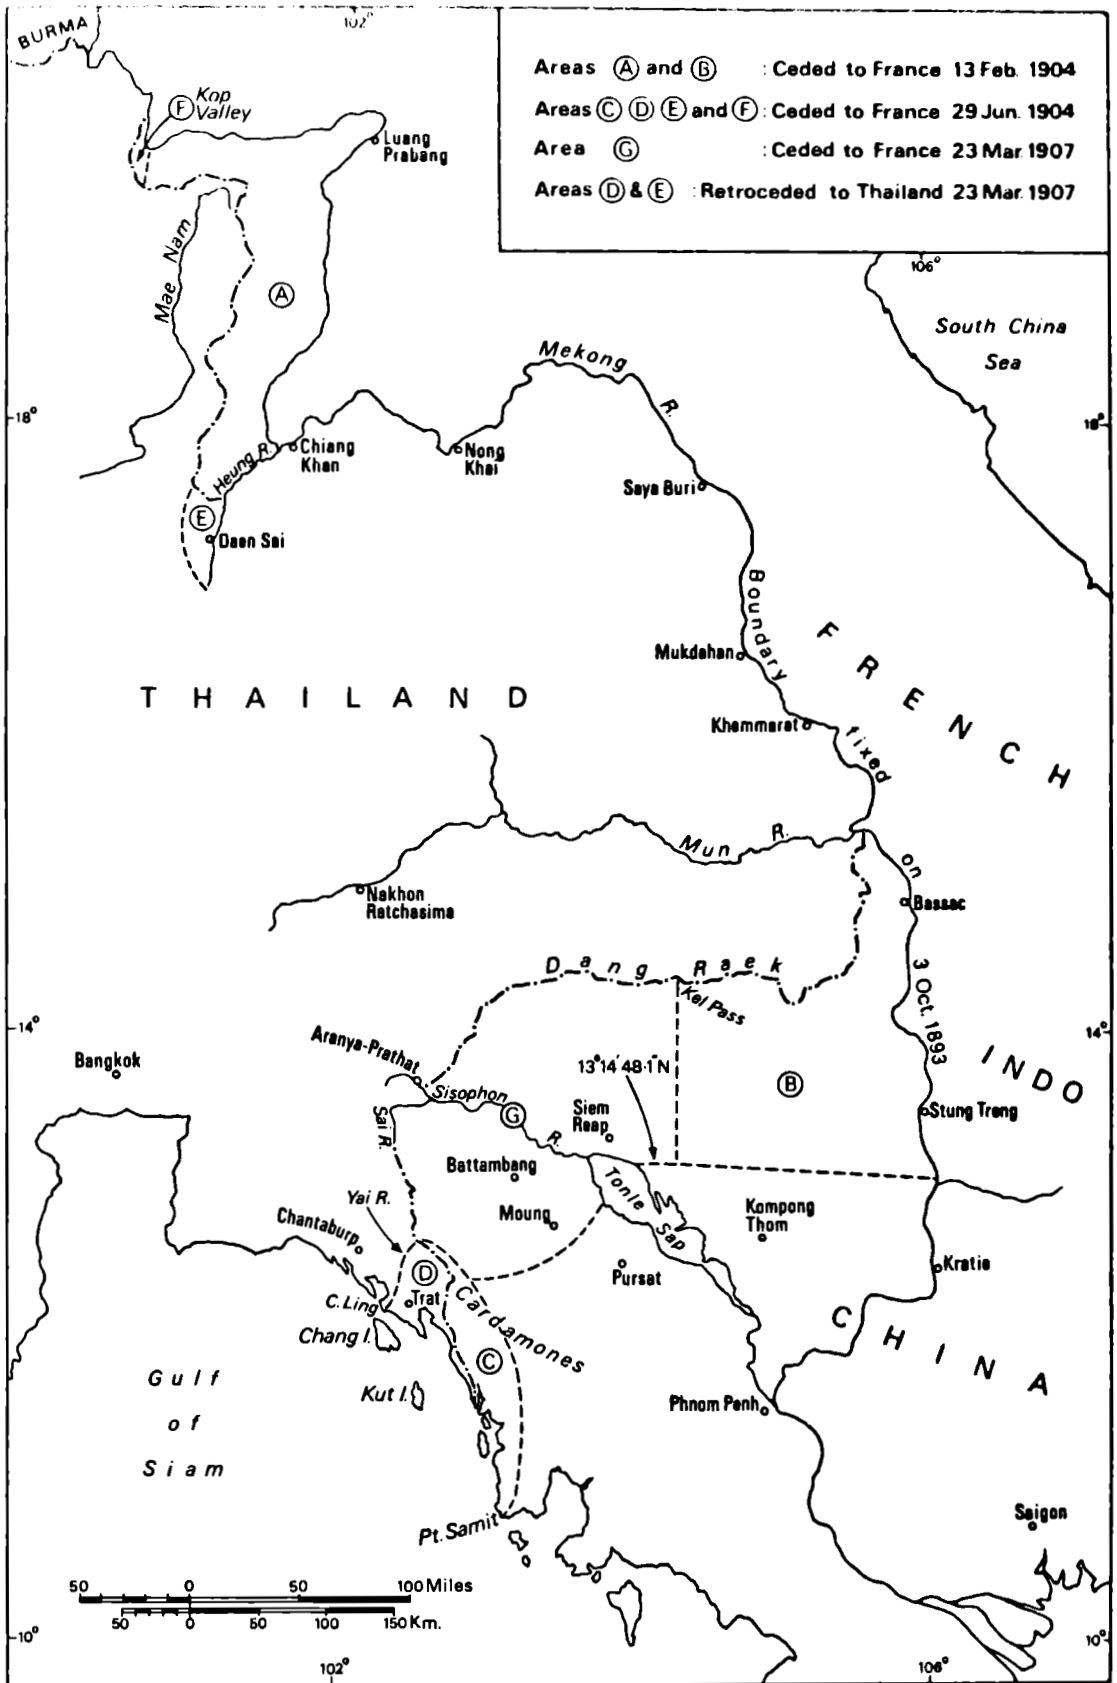 BURMA
102°
Areas Ⓐ and Ⓑ : Ceded to France 13 Feb. 1904
Areas Ⓒ Ⓓ Ⓔ and Ⓕ : Ceded to France 29 Jun. 1904
Area Ⓖ : Ceded to France 23 Mar. 1907
Areas Ⓓ & Ⓔ : Retroceded to Thailand 23 Mar. 1907
Ⓕ Kop
Valley
Luang
Prabang
Mae Nam
Ⓐ
106°
South China
Sea
Mekong R.
18°
18°
Heung R.
Chiang
Khan
Nong
Khai
Saya Buri
Ⓔ
Daen Sai
Boundary fixed on 3 Oct. 1893
Mukdahan
FRENCH
THAILAND
Khammarat
Mun R.
Nakhon
Ratchasima
Bassac
Dang Raek
Kel Pass
14°
14°
Aranya-Prathat
Bangkok
13°14′48·1″N
INDO
Ⓑ
Sisophon R.
Ⓖ
Siem
Reap
Stung Treng
Sai R.
Battambang
Tonle Sap
Yai R.
Moung
Kompong
Thom
Chantaburp
Pursat
Kratie
Ⓓ
Trat
C. Ling
Cardamones
Chang I.
CHINA
Ⓒ
Kut I.
Gulf
of
Siam
Phnom Penh
Pt. Samit
Saigon
50 0 50 100 Miles
50 0 50 100 150 Km.
10°
10°
102°
106°